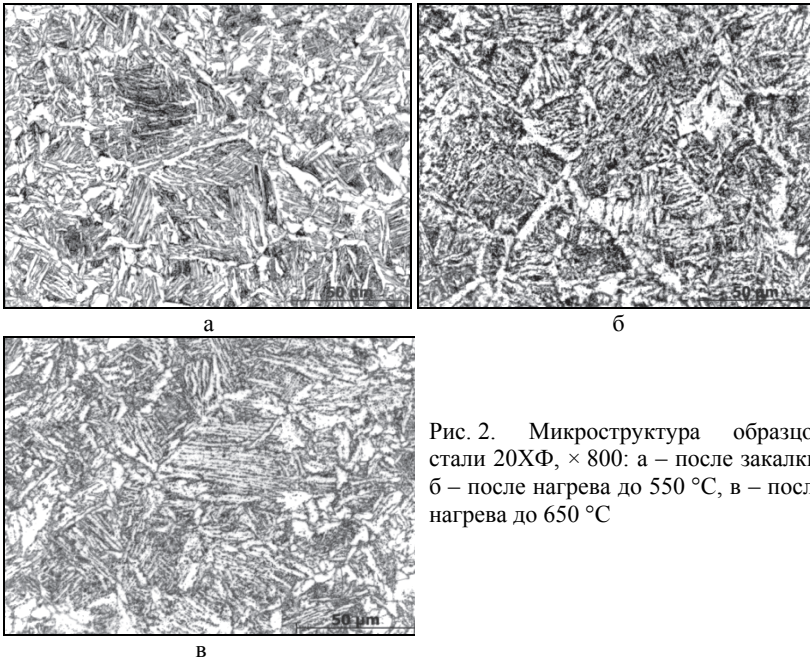 50 µm
50 µm
а
б
50 µm
в
Рис. 2. Микроструктура образцо
стали 20ХФ, × 800: а – после закалки
б – после нагрева до 550 °С, в – посл
нагрева до 650 °С